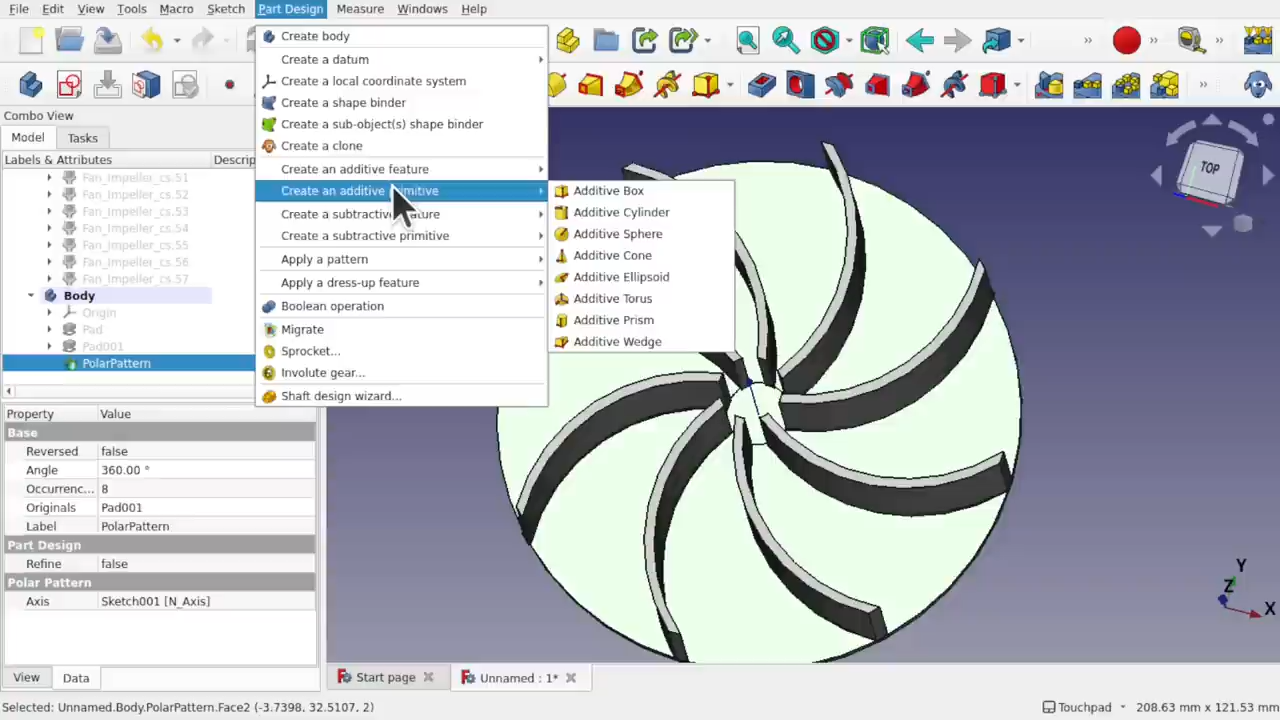 File Edit View Tools Macro Sketch Part Design Measure Windows Help
Combo View
Model Tasks
Labels & Attributes Descrip
Fan_Impeller_cs.51
Fan_Impeller_cs.52
Fan_Impeller_cs.53
Fan_Impeller_cs.54
Fan_Impeller_cs.55
Fan_Impeller_cs.56
Fan_Impeller_cs.57
Body
Origin
Pad
Pad001
PolarPattern
Property Value
Base
Reversed false
Angle 360.00 °
Occurrenc... 8
Originals Pad001
Label PolarPattern
Part Design
Refine false
Polar Pattern
Axis Sketch001 [N_Axis]
View Data
Create body
Create a datum
Create a local coordinate system
Create a shape binder
Create a sub-object(s) shape binder
Create a clone
Create an additive feature
Create an additive primitive
Create a subtractive feature
Create a subtractive primitive
Apply a pattern
Apply a dress-up feature
Boolean operation
Migrate
Sprocket...
Involute gear...
Shaft design wizard...
Additive Box
Additive Cylinder
Additive Sphere
Additive Cone
Additive Ellipsoid
Additive Torus
Additive Prism
Additive Wedge
TOP
Y
Z
X
Start page Unnamed : 1*
Selected: Unnamed.Body.PolarPattern.Face2 (-3.7398, 32.5107, 2) Touchpad 208.63 mm x 121.53 mm